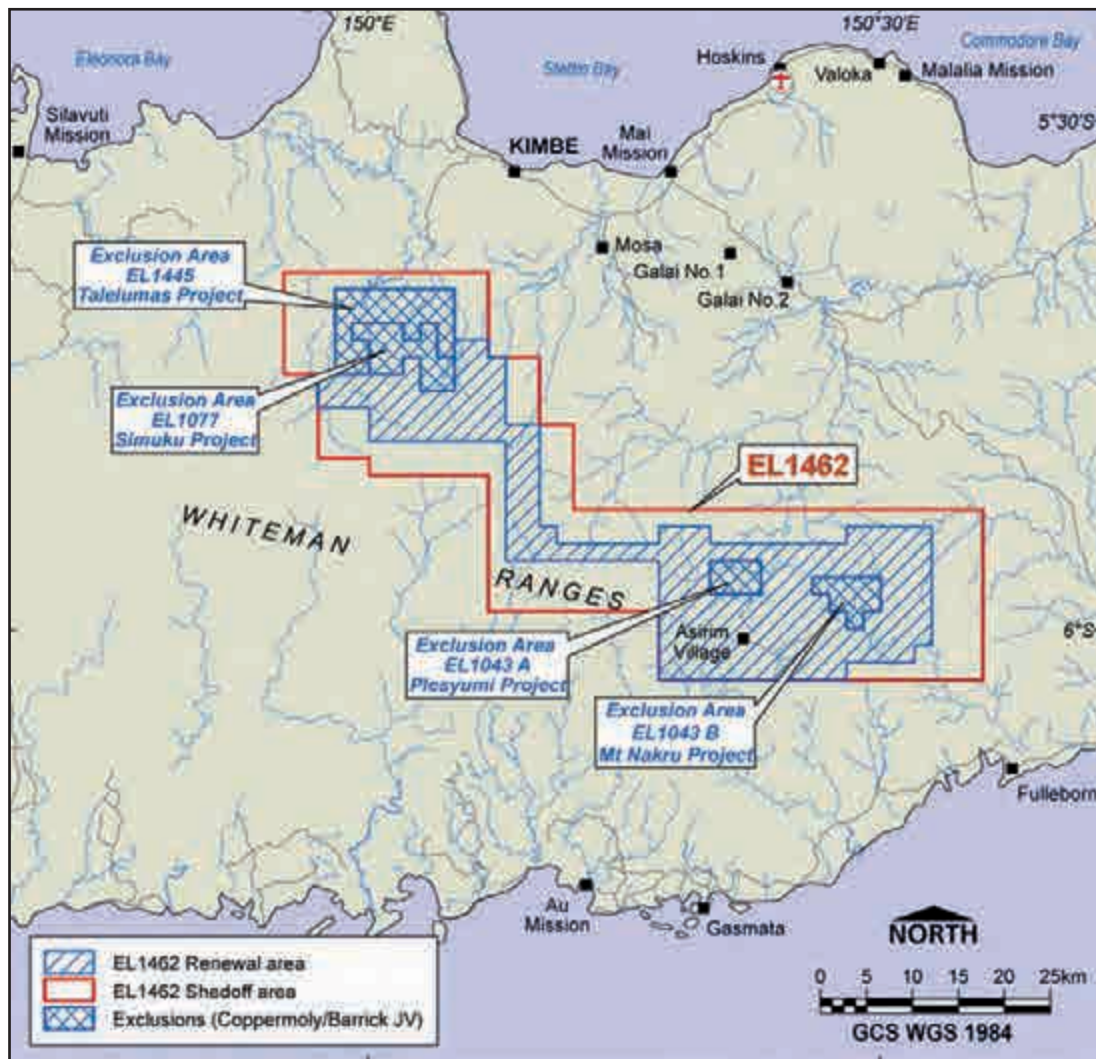 150°E
150°30'E
Eleonora Bay
Stettin Bay
Commodore Bay
Hoskins
Valoka
Malalia Mission
Silavuti
Mission
5°30'S
KIMBE
Mai
Mission
Mosa
Galai No.1
Galai No.2
Exclusion Area
EL1445
Talelumas Project
Exclusion Area
EL1077
Simuku Project
EL1462
WHITEMAN
RANGES
Exclusion Area
EL1043 A
Plesyumi Project
Asirim
Village
6°S
Exclusion Area
EL1043 B
Mt Nakru Project
Fulleborn
Au
Mission
Gasmata
EL1462 Renewal area
EL1462 Shedoff area
Exclusions (Coppermoly/Barrick JV)
NORTH
0 5 10 15 20 25km
GCS WGS 1984